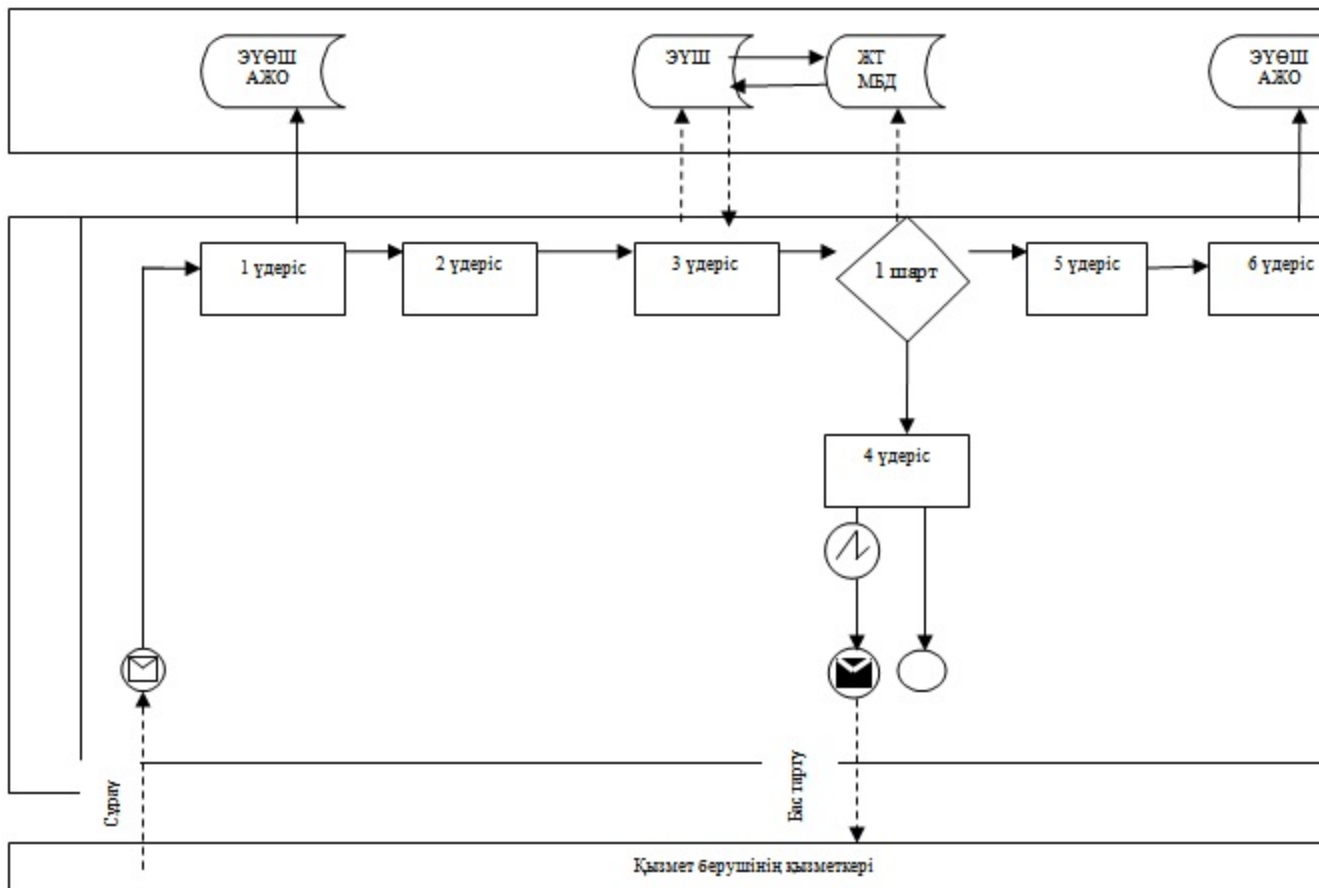 ЭҮӨШ
АЖО
ЭҮШ
ЖТ
МБД
ЭҮӨШ
АЖО
1 үдеріс
2 үдеріс
3 үдеріс
1 шарт
5 үдеріс
6 үдеріс
4 үдеріс
Сұрау
Бас тарту
Қызмет берушінің қызметкері